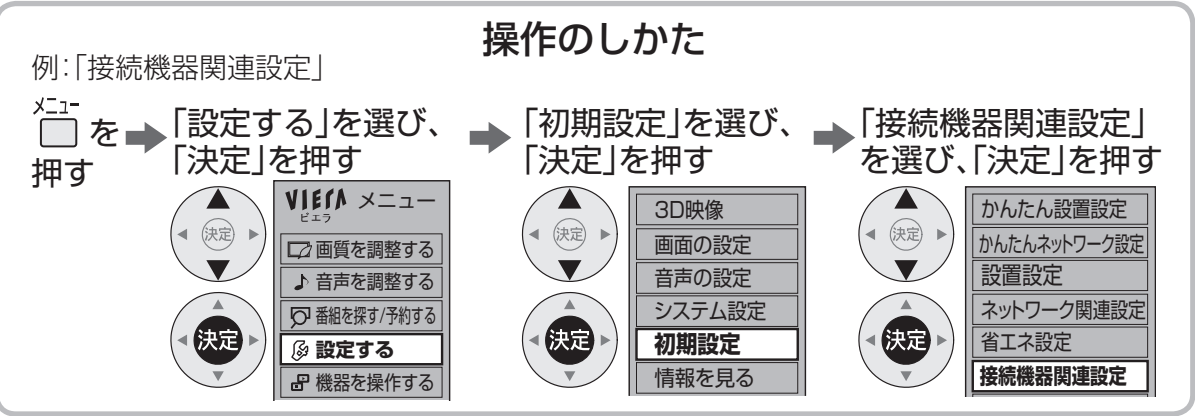 操作のしかた
例:「接続機器関連設定」
メニュー
を
押す
「設定する」を選び、
「決定」を押す
決定
決定
VIERA メニュー
ビエラ
画質を調整する
音声を調整する
番組を探す/予約する
設定する
機器を操作する
「初期設定」を選び、
「決定」を押す
決定
決定
3D映像
画面の設定
音声の設定
システム設定
初期設定
情報を見る
「接続機器関連設定」
を選び、「決定」を押す
決定
決定
かんたん設置設定
かんたんネットワーク設定
設置設定
ネットワーク関連設定
省エネ設定
接続機器関連設定